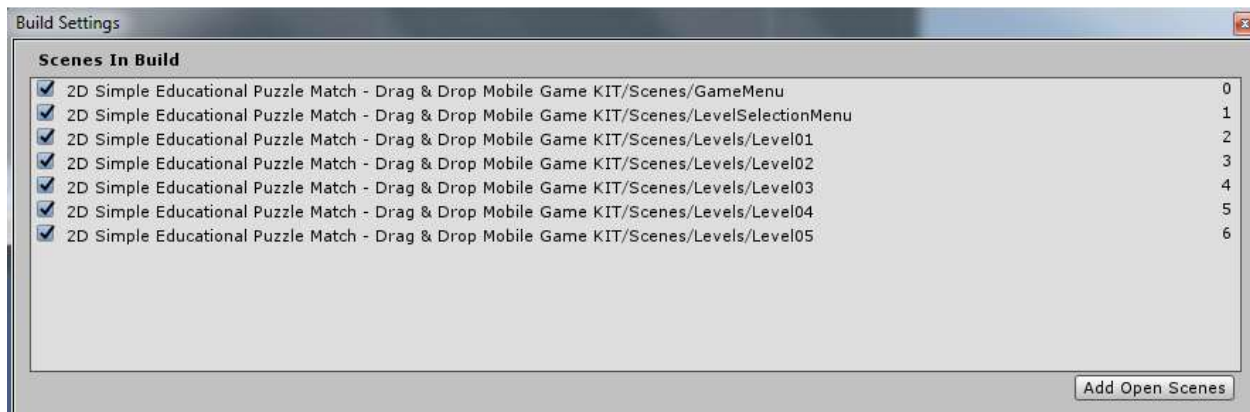 Build Settings
Scenes In Build
2D Simple Educational Puzzle Match - Drag & Drop Mobile Game KIT/Scenes/GameMenu 0
2D Simple Educational Puzzle Match - Drag & Drop Mobile Game KIT/Scenes/LevelSelectionMenu 1
2D Simple Educational Puzzle Match - Drag & Drop Mobile Game KIT/Scenes/Levels/Level01 2
2D Simple Educational Puzzle Match - Drag & Drop Mobile Game KIT/Scenes/Levels/Level02 3
2D Simple Educational Puzzle Match - Drag & Drop Mobile Game KIT/Scenes/Levels/Level03 4
2D Simple Educational Puzzle Match - Drag & Drop Mobile Game KIT/Scenes/Levels/Level04 5
2D Simple Educational Puzzle Match - Drag & Drop Mobile Game KIT/Scenes/Levels/Level05 6
Add Open Scenes